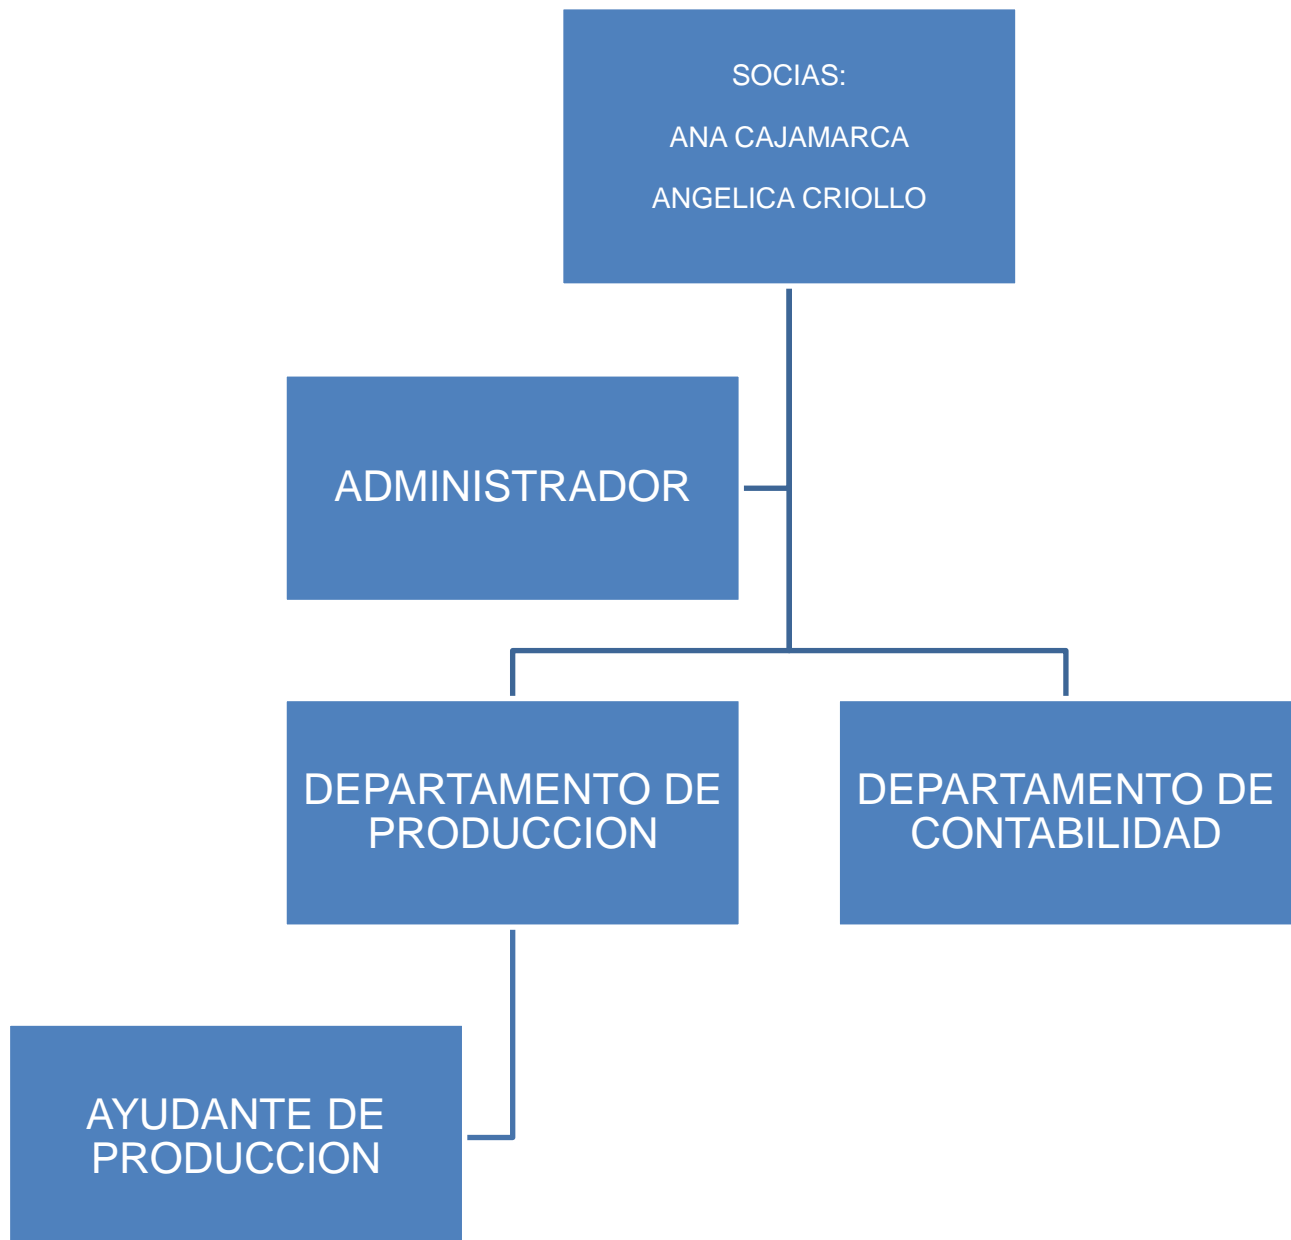 SOCIAS:
ANA CAJAMARCA
ANGELICA CRIOLLO
ADMINISTRADOR
DEPARTAMENTO DE
PRODUCCION
DEPARTAMENTO DE
CONTABILIDAD
AYUDANTE DE
PRODUCCION